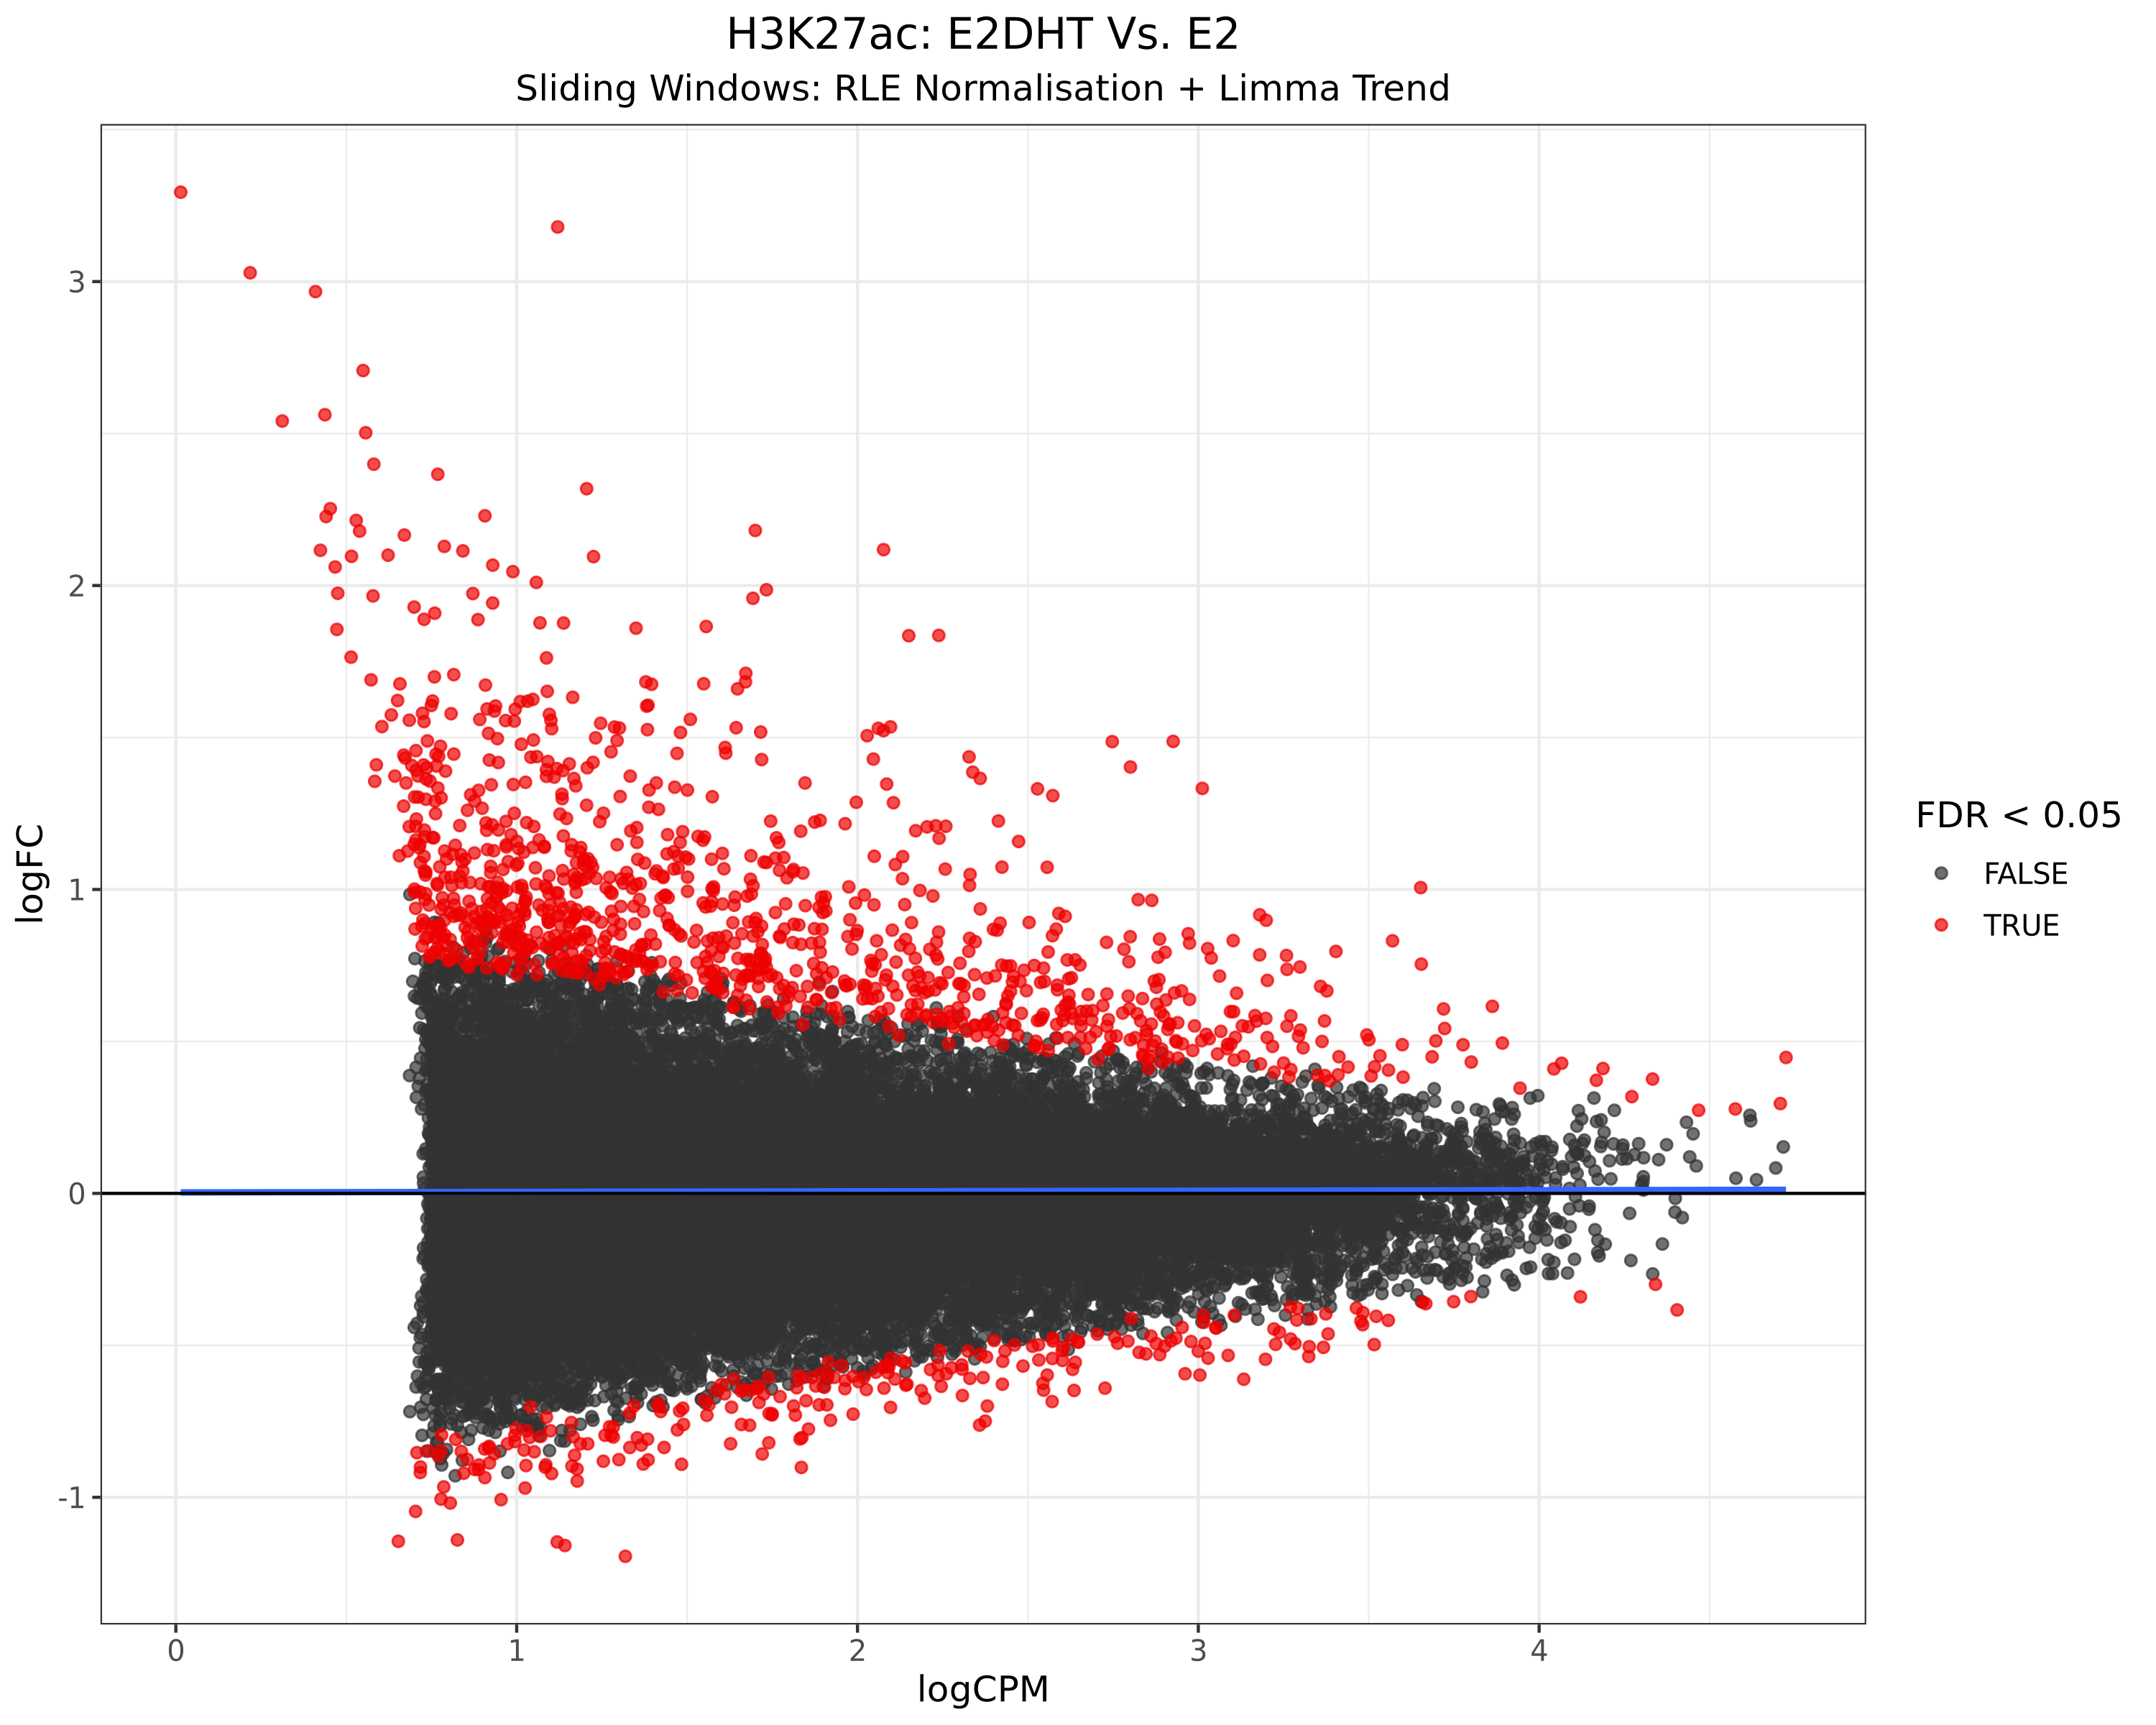 H3K27ac: E2DHT Vs. E2
Sliding Windows: RLE Normalisation + Limma Trend
logFC
3
2
1
0
-1
0 1 2 3 4
logCPM
FDR < 0.05
FALSE
TRUE